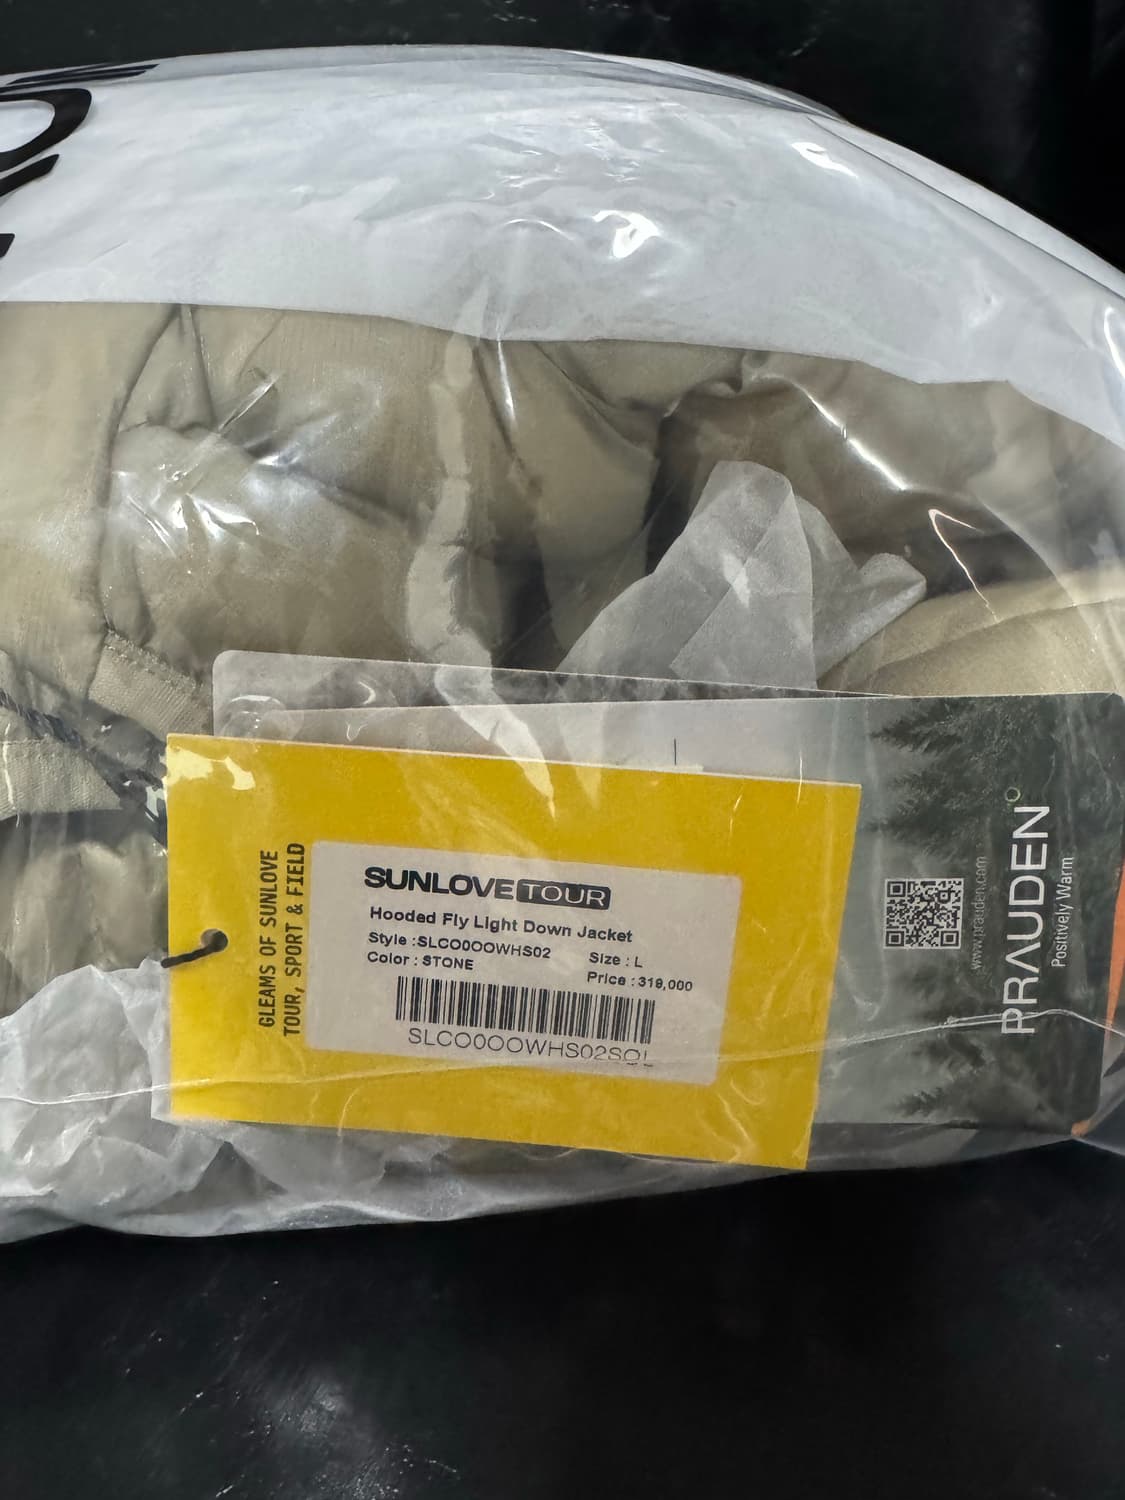 GLEAMS OF SUNLOVE
TOUR, SPORT & FIELD
SUNLOVE TOUR
Hooded Fly Light Down Jacket
Style :SLCO0OOWHS02
Size : L
Color : STONE
Price : 319,000
SLCO0OOWHS02SOL
www.prauden.com
PRAUDEN
Positively Warm